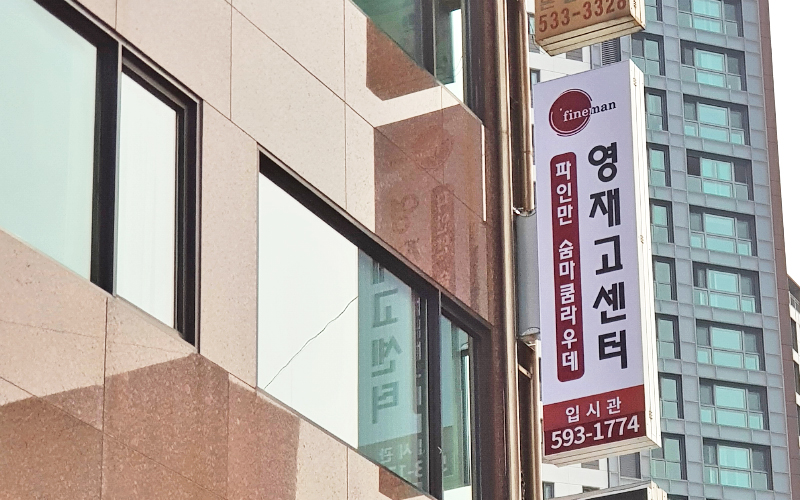 533-3328
fineman
파인만 숨마쿰라우데
영재고센터
입시관
593-1774